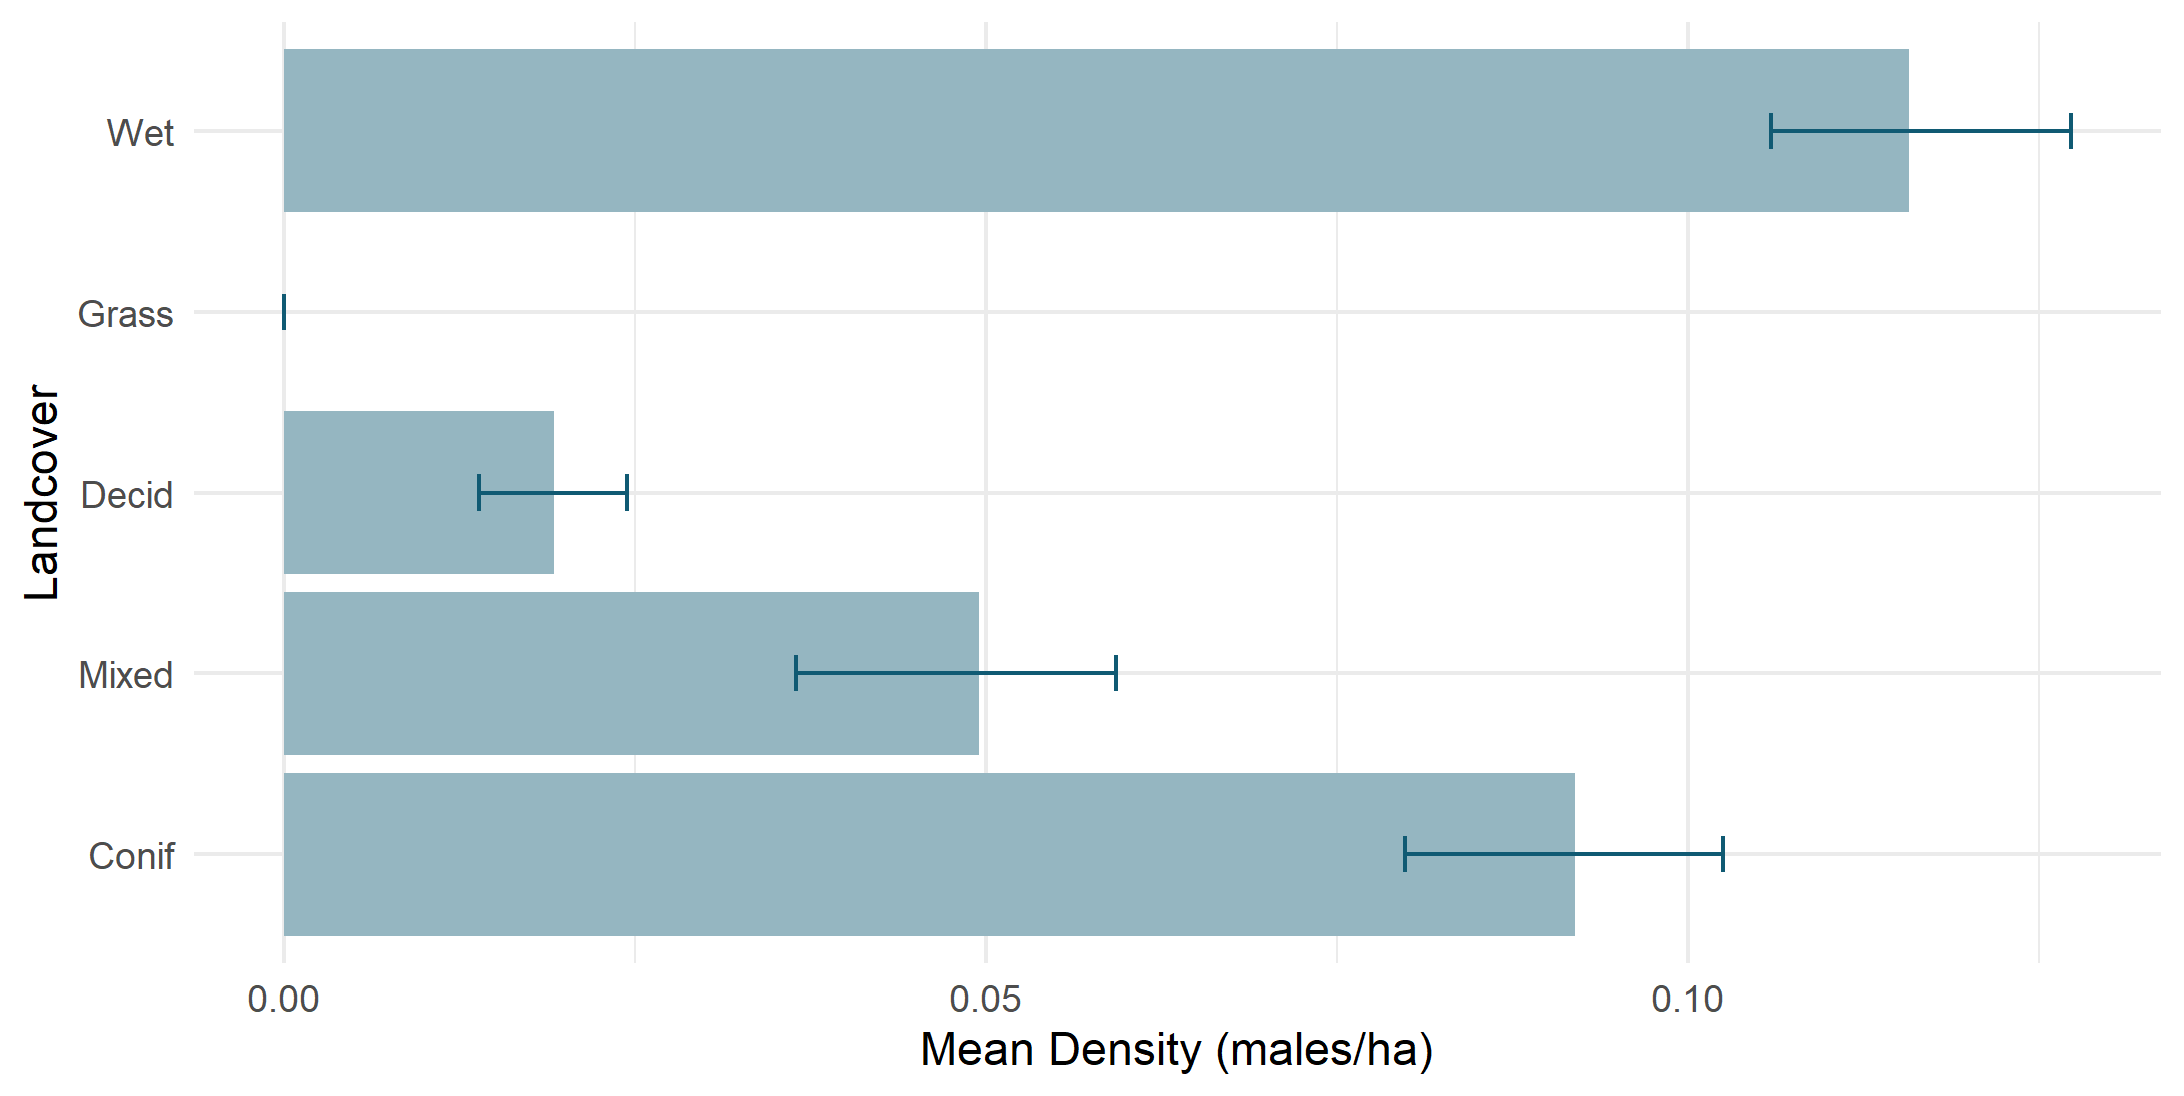 Landcover
Wet
Grass
Decid
Mixed
Conif
0.00
0.05
0.10
Mean Density (males/ha)